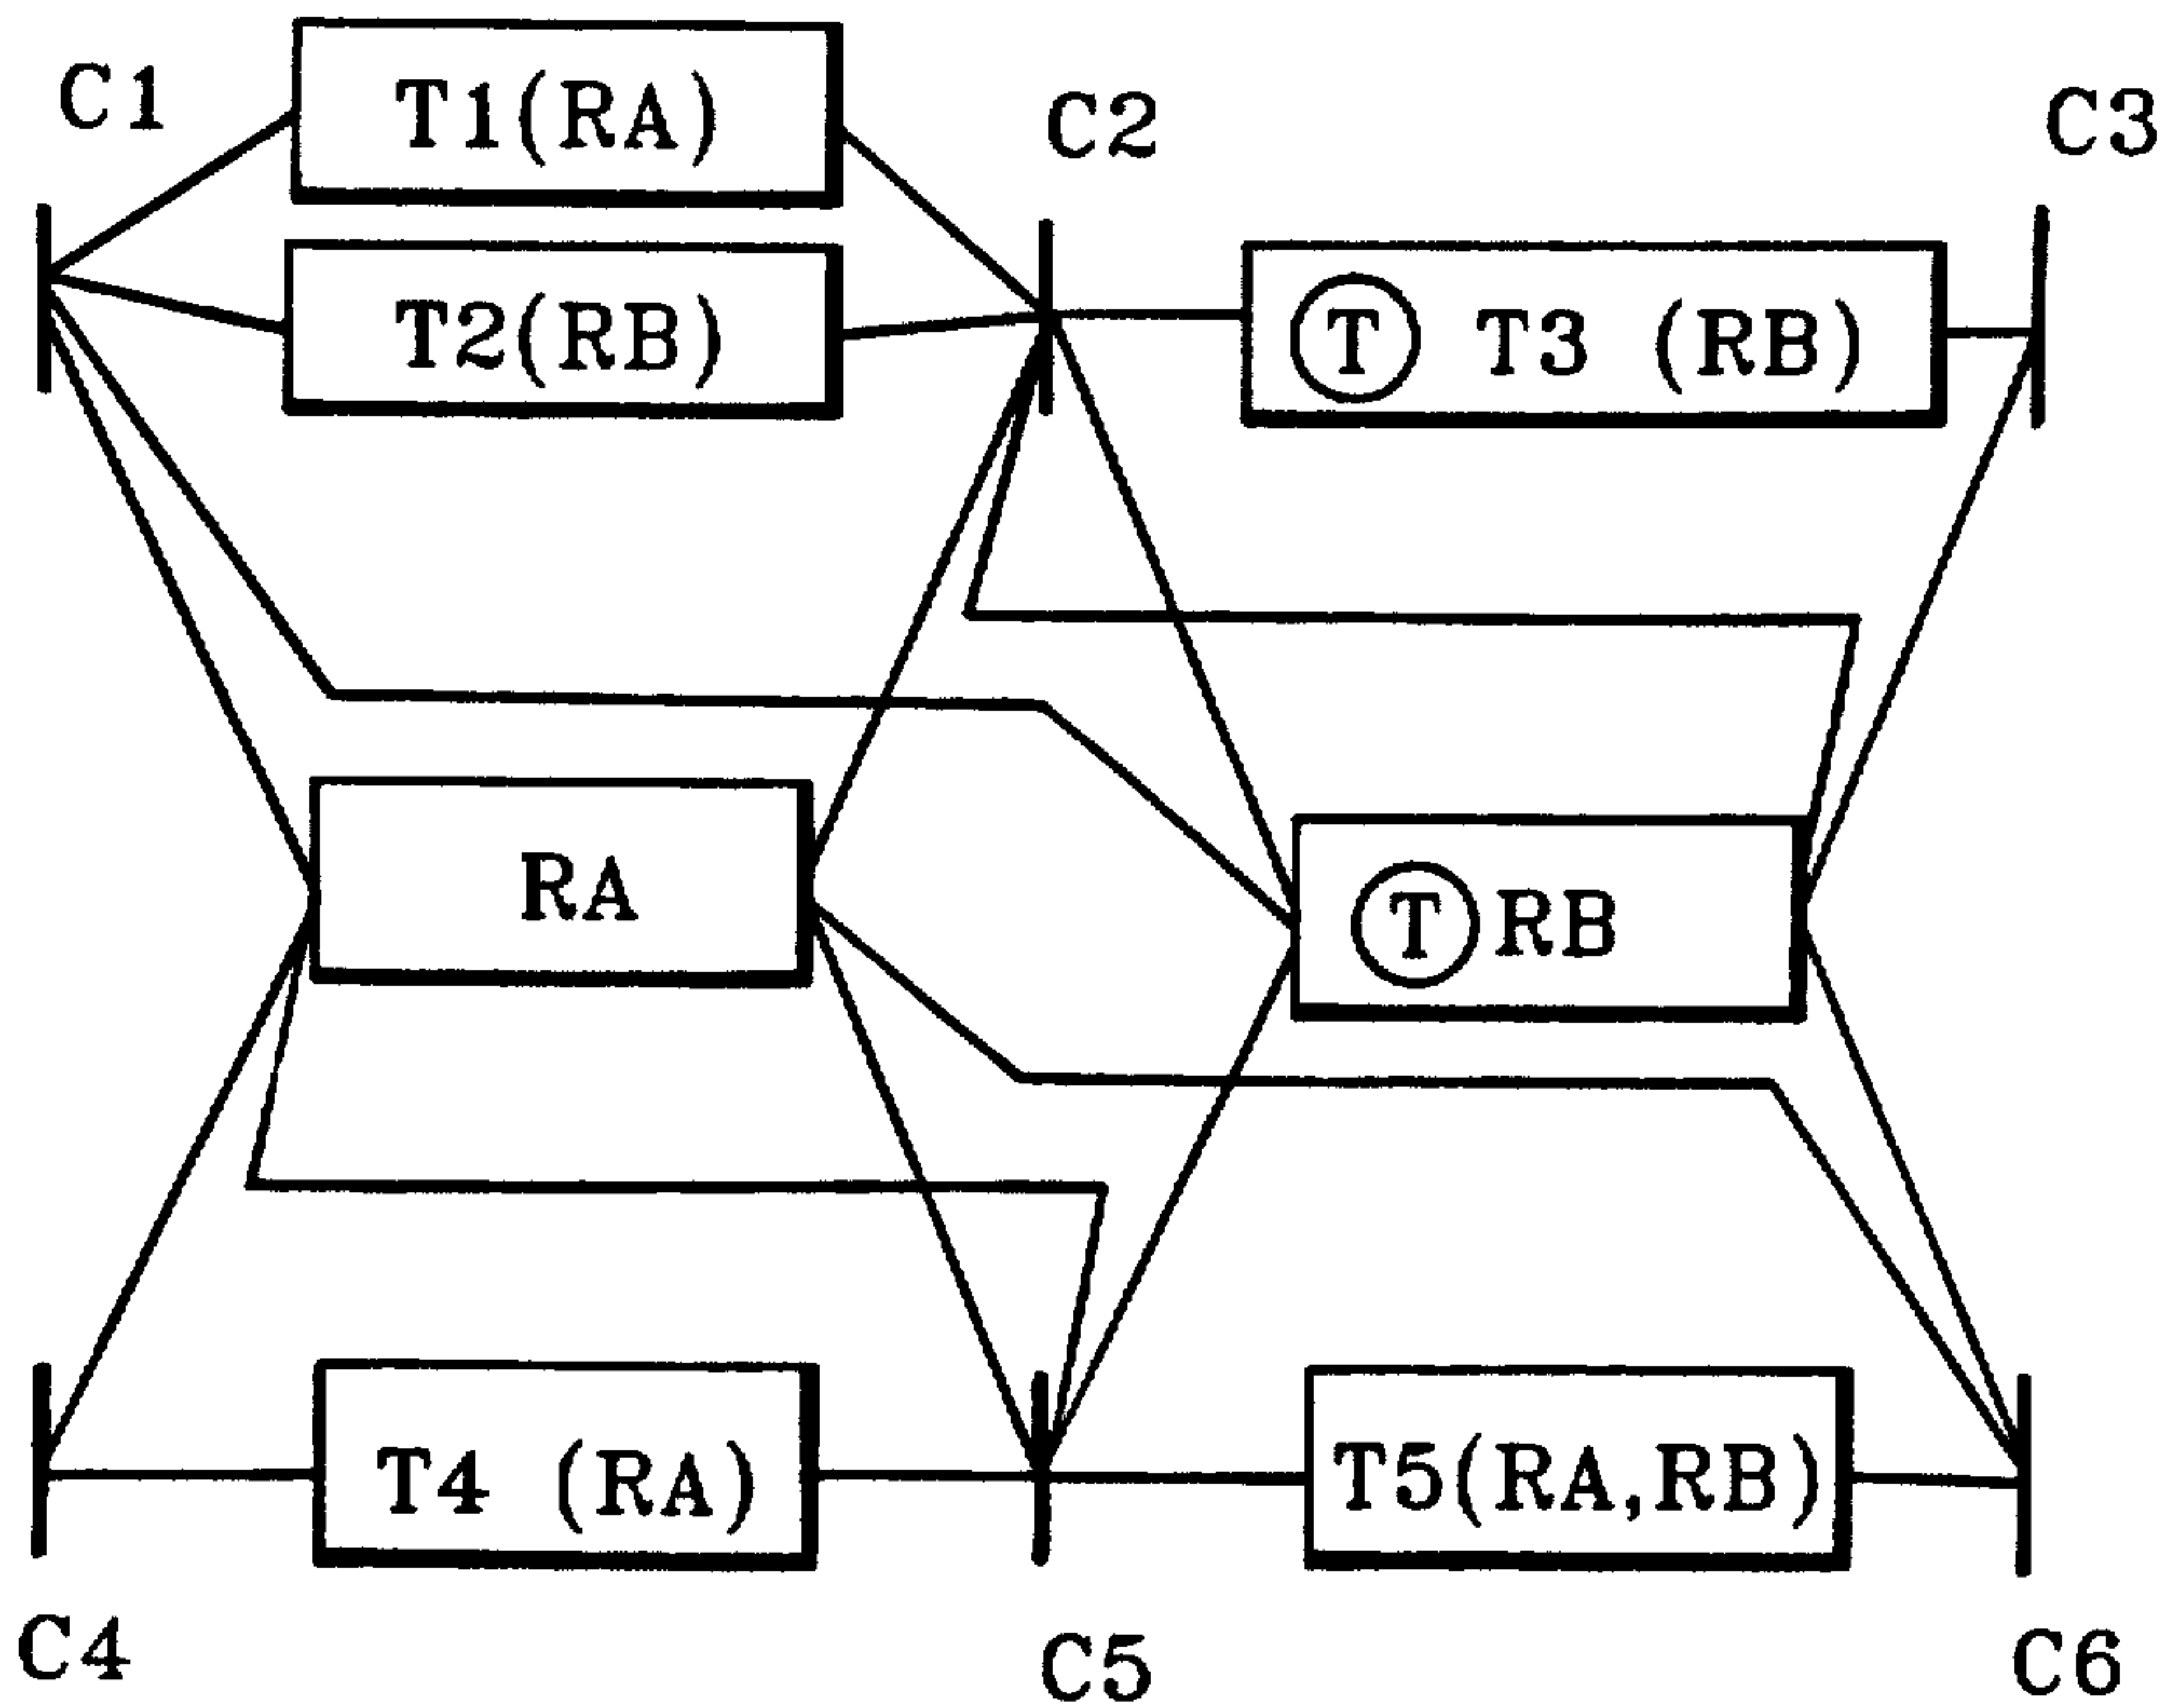 C1
T1(RA)
C2
C3
T2(RB)
T T3 (RB)
RA
T RB
T4 (RA)
T5(RA,RB)
C4
C5
C6